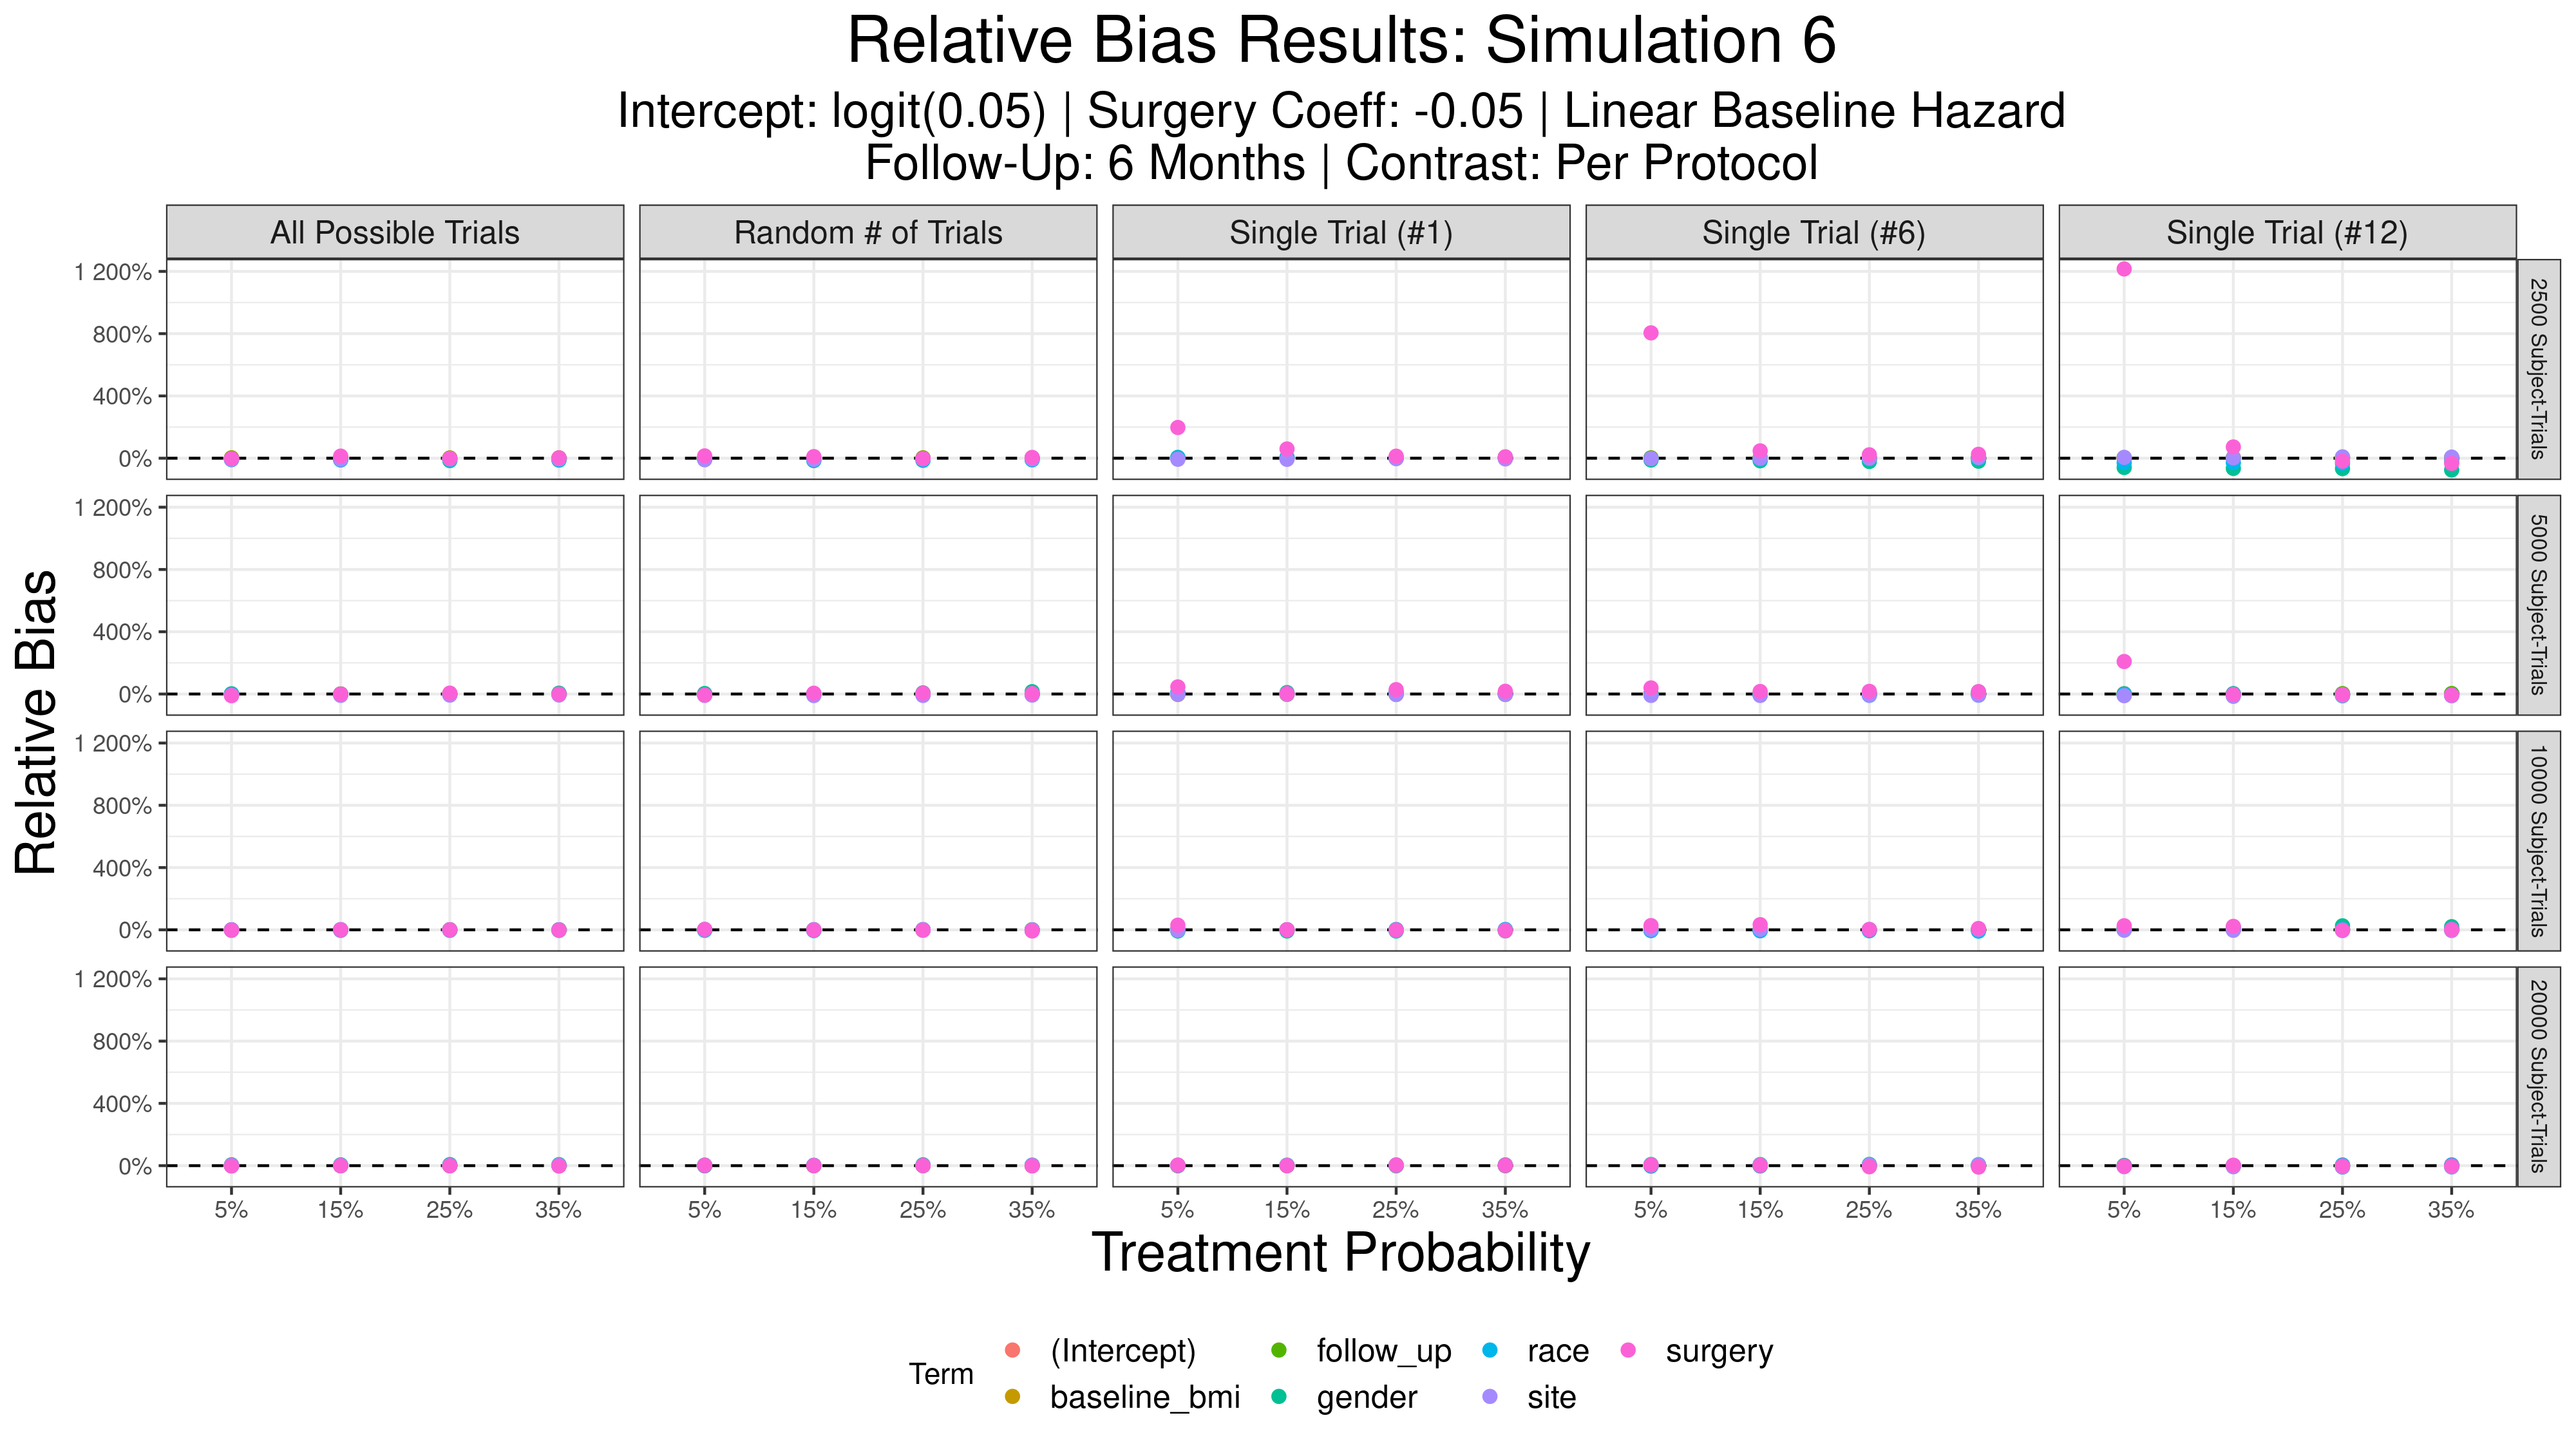 Relative Bias Results: Simulation 6
Intercept: logit(0.05) | Surgery Coeff: -0.05 | Linear Baseline Hazard
Follow-Up: 6 Months | Contrast: Per Protocol
All Possible Trials
Random # of Trials
Single Trial (#1)
Single Trial (#6)
Single Trial (#12)
1 200%
800%
400%
0%
2500 Subject-Trials
1 200%
800%
400%
0%
5000 Subject-Trials
1 200%
800%
400%
0%
10000 Subject-Trials
1 200%
800%
400%
0%
20000 Subject-Trials
Relative Bias
5% 15% 25% 35%
5% 15% 25% 35%
5% 15% 25% 35%
5% 15% 25% 35%
5% 15% 25% 35%
Treatment Probability
Term
(Intercept)
baseline_bmi
follow_up
gender
race
site
surgery